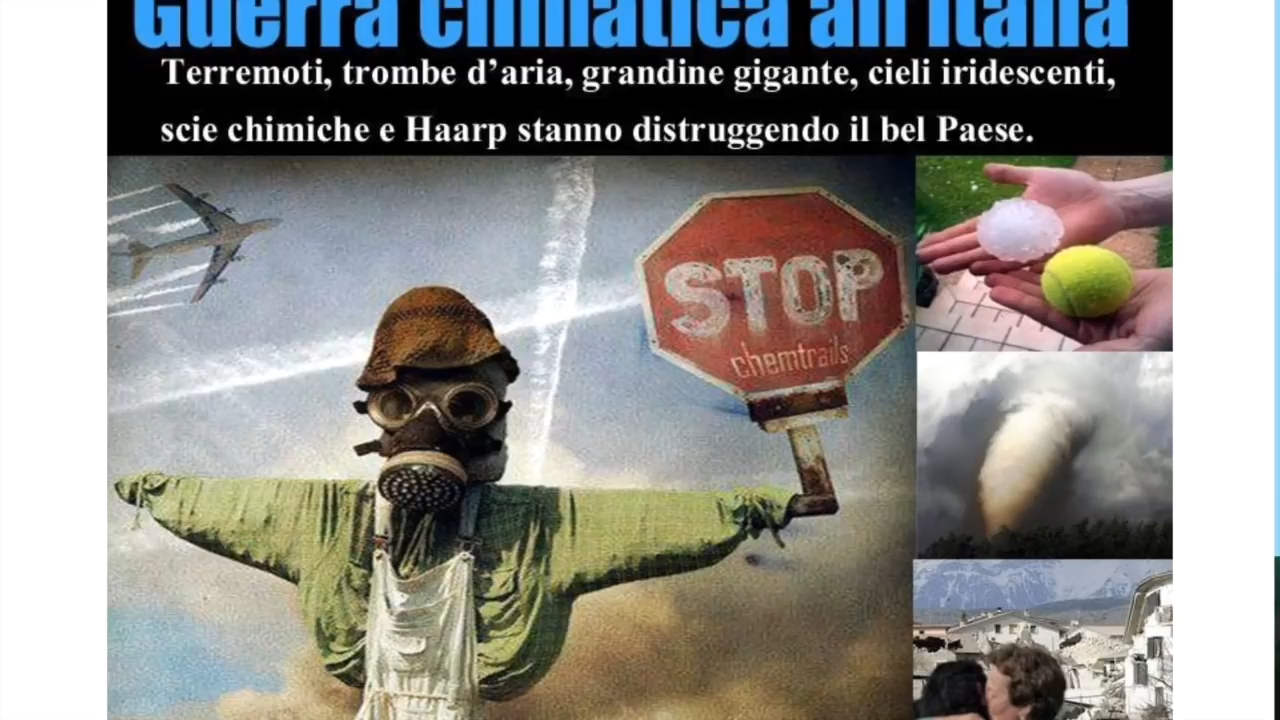 Guerra climatica all'Italia
Terremoti, trombe d’aria, grandine gigante, cieli iridescenti,
scie chimiche e Haarp stanno distruggendo il bel Paese.
STOP
chemtrails